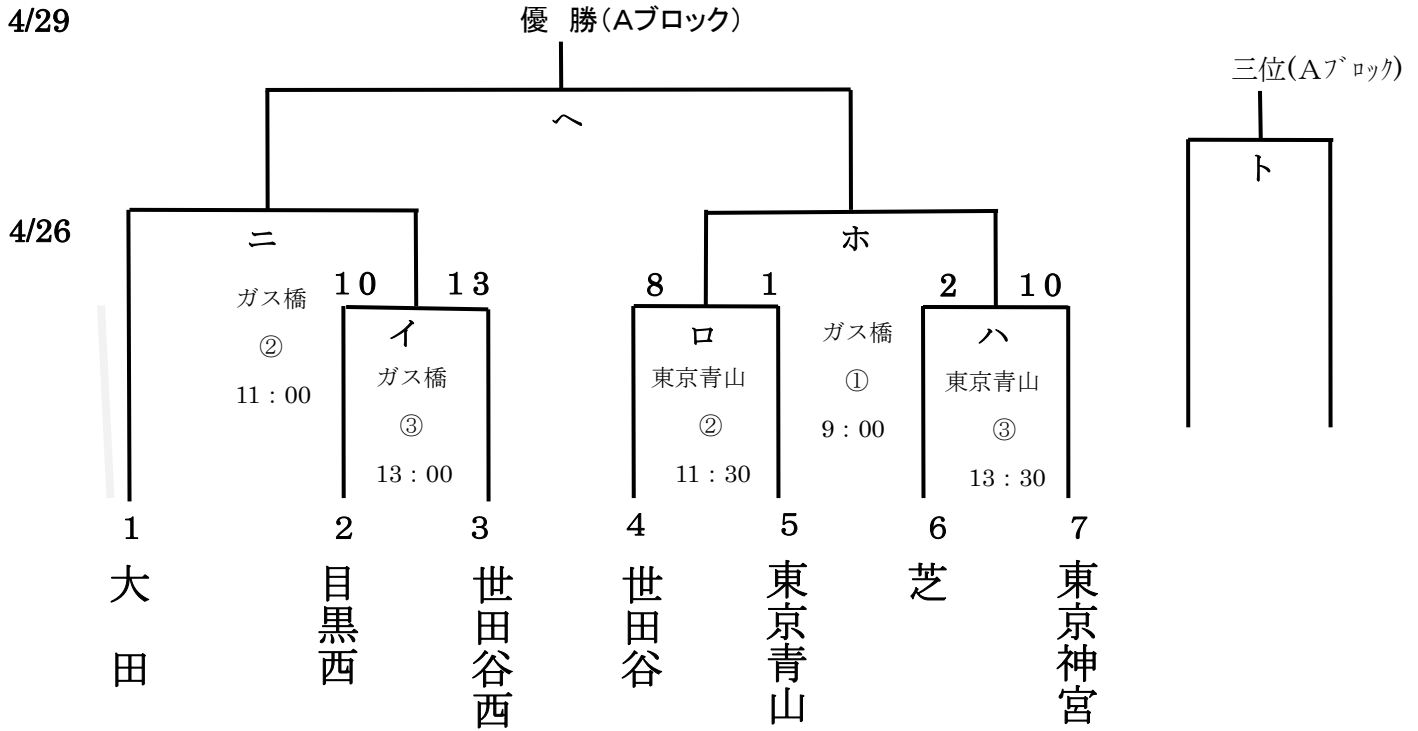 4/29
優　勝(Aブロック)
三位(Aﾌﾞﾛｯｸ)
ヘ
ト
4/26
ニ
ホ
10
13
8
1
2
10
ガス橋
②
11：00
イ
ガス橋
③
13：00
ロ
東京青山
②
11：30
ガス橋
①
9：00
ハ
東京青山
③
13：30
1
2
3
4
5
6
7
大　田
目黒西
世田谷西
世田谷
東京青山
芝
東京神宮